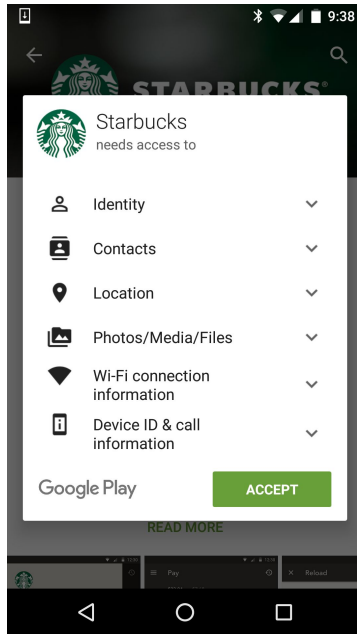 9:38
STARBUCKS®
Starbucks
needs access to
Identity
Contacts
Location
Photos/Media/Files
Wi-Fi connection
information
Device ID & call
information
Google Play
ACCEPT
READ MORE
Pay
Reload